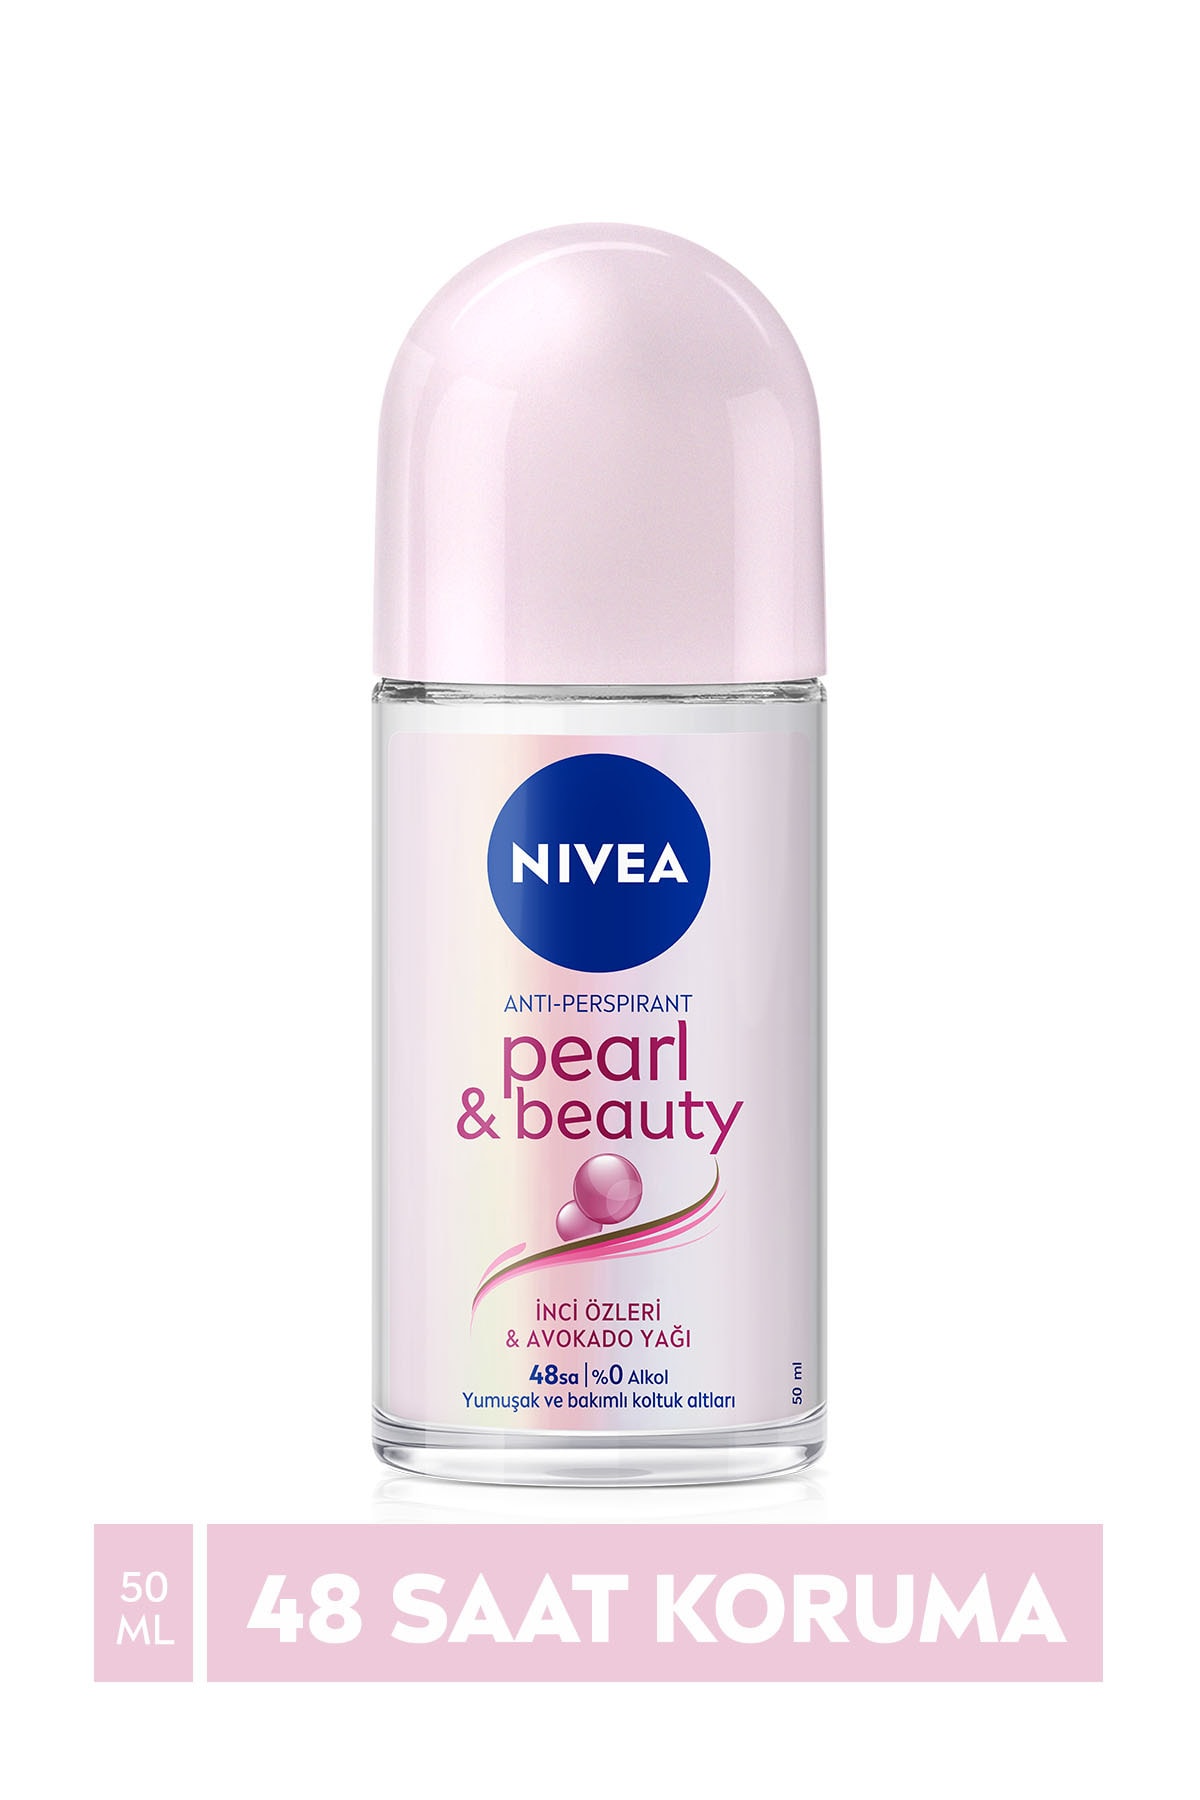 NIVEA
ANTI-PERSPIRANT
pearl
& beauty
İNCİ ÖZLERİ
& AVOKADO YAĞI
48sa | %0 Alkol
Yumuşak ve bakımlı koltuk altları
50 ml
50
ML
48 SAAT KORUMA